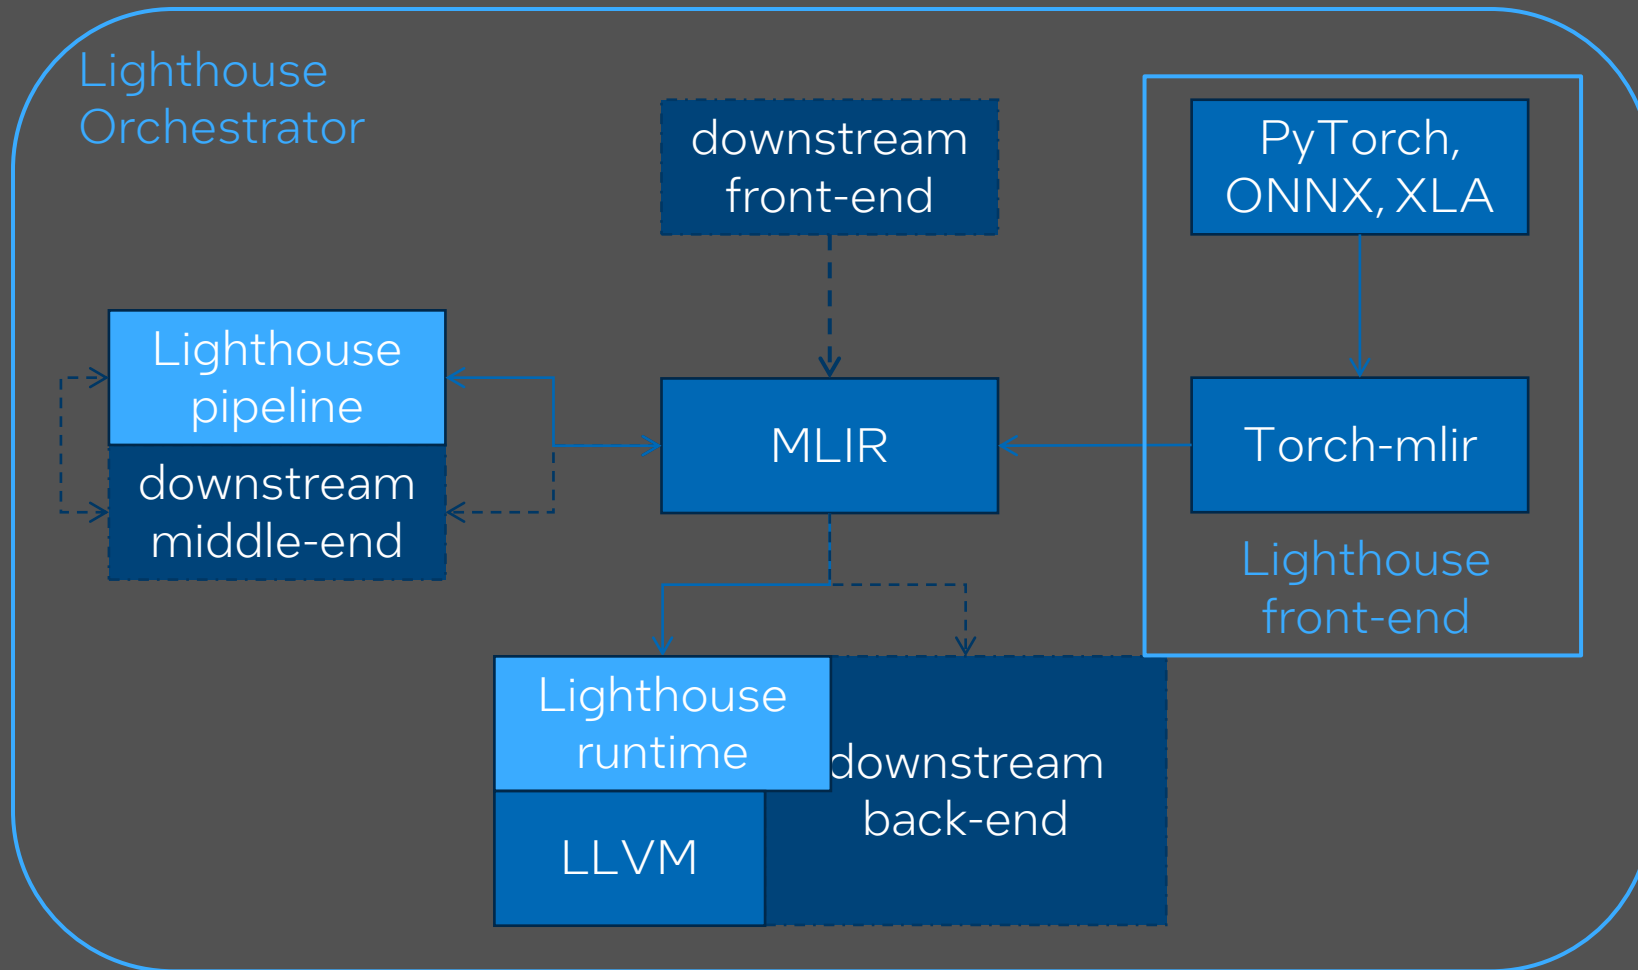 Lighthouse
Orchestrator
downstream
front-end
PyTorch,
ONNX, XLA
Lighthouse
pipeline
downstream
middle-end
MLIR
Torch-mlir
Lighthouse
front-end
Lighthouse
runtime
downstream
back-end
LLVM